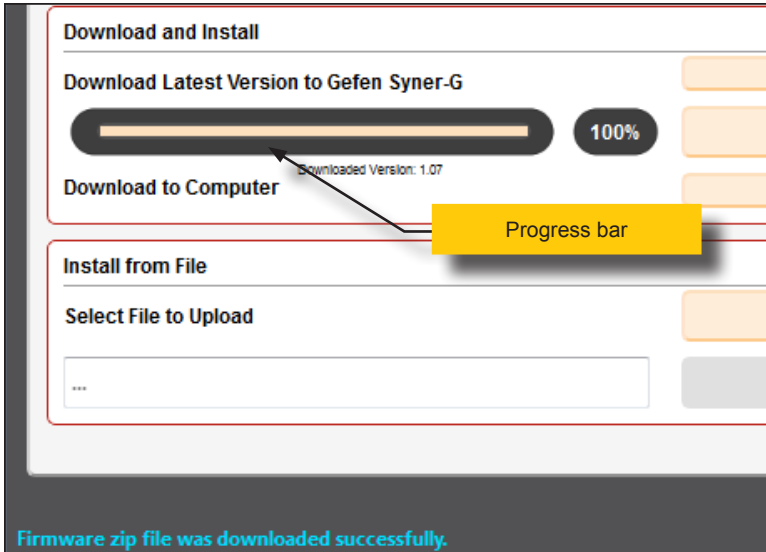 Download and Install
Download Latest Version to Gefen Syner-G
100%
Downloaded Version: 1.07
Download to Computer
Progress bar
Install from File
Select File to Upload
...
Firmware zip file was downloaded successfully.